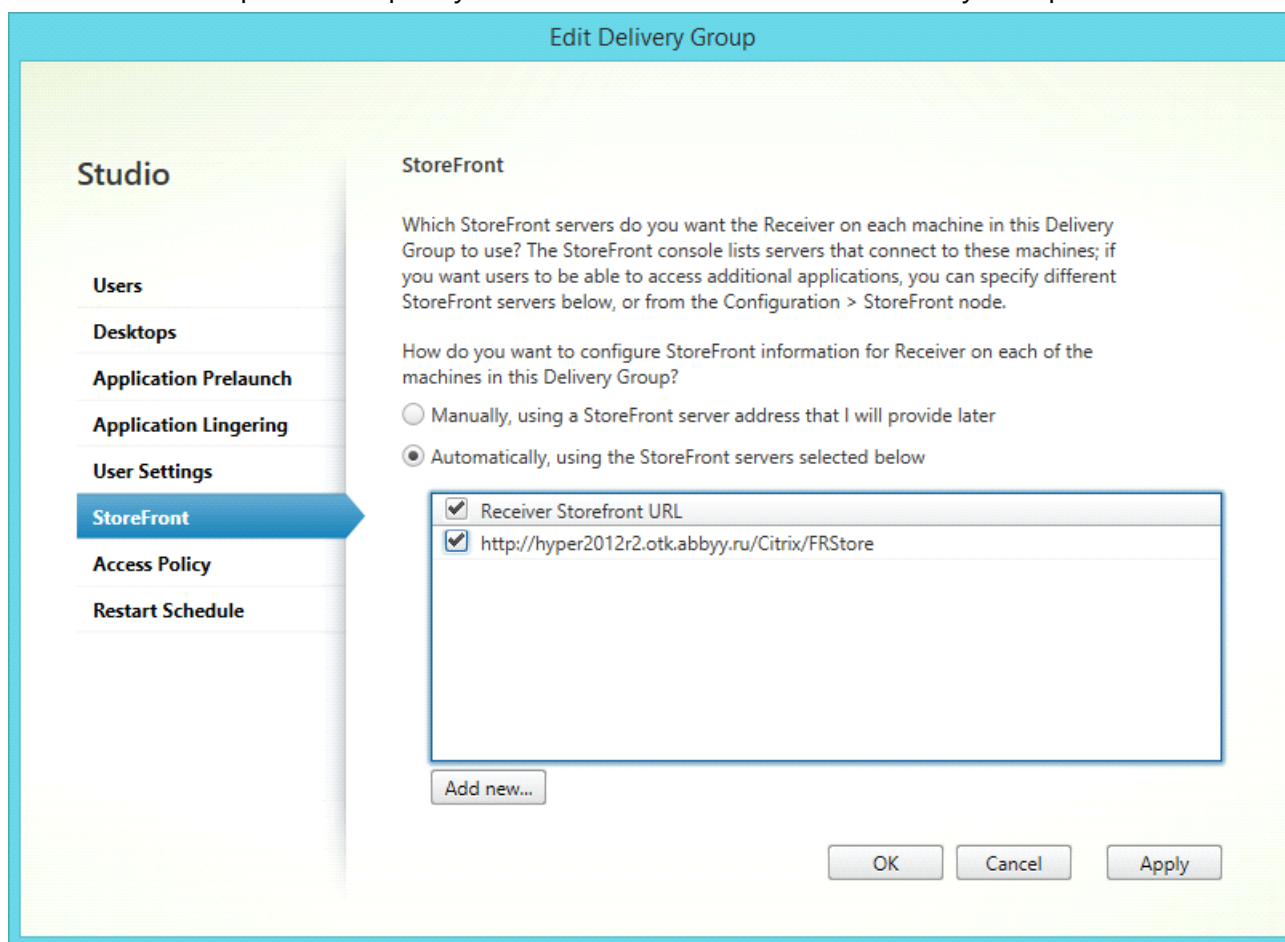 Edit Delivery Group
Studio
Users
Desktops
Application Prelaunch
Application Lingering
User Settings
StoreFront
Access Policy
Restart Schedule
StoreFront
Which StoreFront servers do you want the Receiver on each machine in this Delivery
Group to use? The StoreFront console lists servers that connect to these machines; if
you want users to be able to access additional applications, you can specify different
StoreFront servers below, or from the Configuration > StoreFront node.
How do you want to configure StoreFront information for Receiver on each of the
machines in this Delivery Group?
Manually, using a StoreFront server address that I will provide later
Automatically, using the StoreFront servers selected below
Receiver Storefront URL
http://hyper2012r2.otk.abbyy.ru/Citrix/FRStore
Add new...
OK
Cancel
Apply